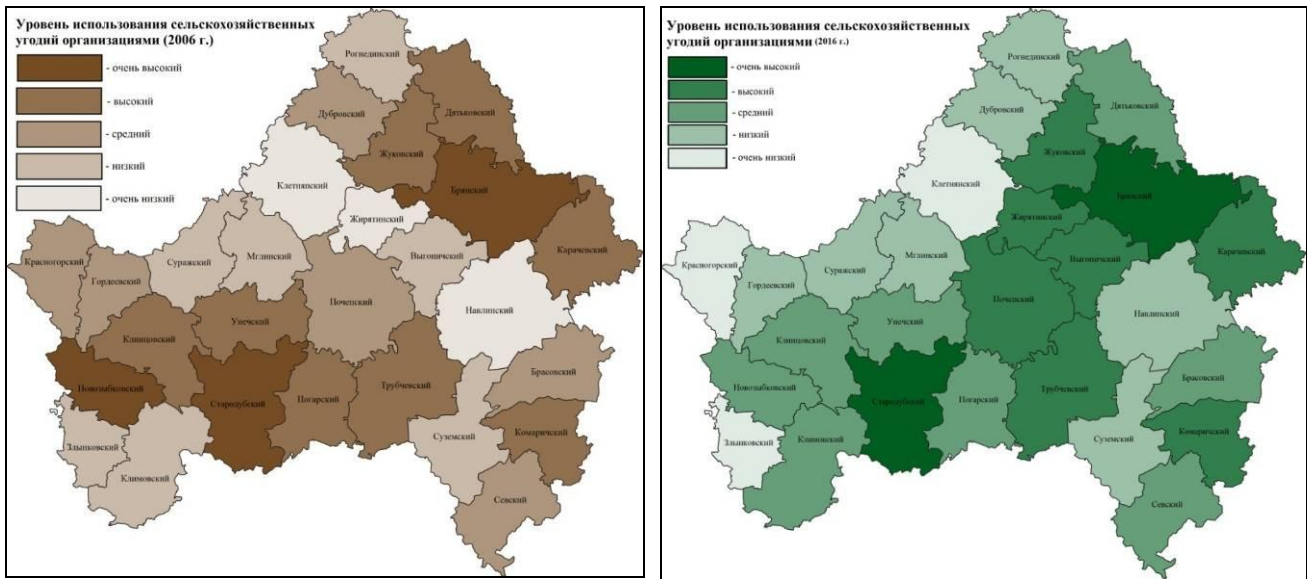 Уровень использования сельскохозяйственных
угодий организациями (2006 г.)
- очень высокий
- высокий
- средний
- низкий
- очень низкий
Рогнединский
Дубровский
Дятьковский
Жуковский
Клетнянский
Брянский
Жирятинский
Карачевский
Выгоничский
Мглинский
Суражский
Красногорский
Гордеевский
Почепский
Навлинский
Унечский
Клинцовский
Брасовский
Новозыбковский
Трубчевский
Стародубский
Погарский
Комаричский
Суземский
Злынковский
Климовский
Севский
Уровень использования сельскохозяйственных
угодий организациями (2016 г.)
- очень высокий
- высокий
- средний
- низкий
- очень низкий
Рогнединский
Дубровский
Дятьковский
Жуковский
Клетнянский
Брянский
Жирятинский
Карачевский
Выгоничский
Мглинский
Суражский
Красногорский
Гордеевский
Почепский
Навлинский
Унечский
Клинцовский
Брасовский
Новозыбковский
Трубчевский
Стародубский
Погарский
Комаричский
Суземский
Злынковский
Климовский
Севский